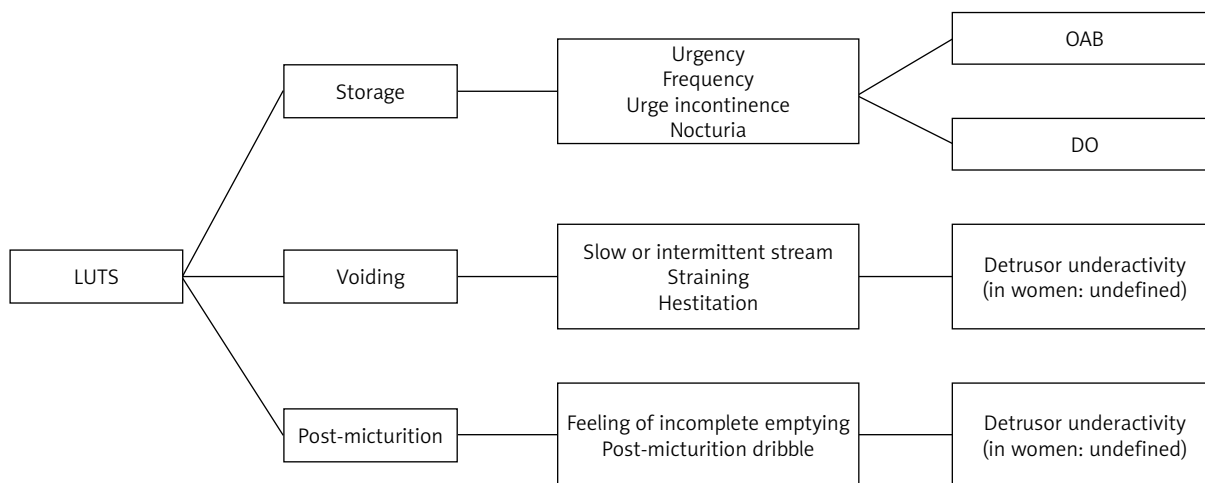 LUTS
Storage
Urgency
Frequency
Urge incontinence
Nocturia
OAB
DO
Voiding
Slow or intermittent stream
Straining
Hestitation
Detrusor underactivity
(in women: undefined)
Post-micturition
Feeling of incomplete emptying
Post-micturition dribble
Detrusor underactivity
(in women: undefined)